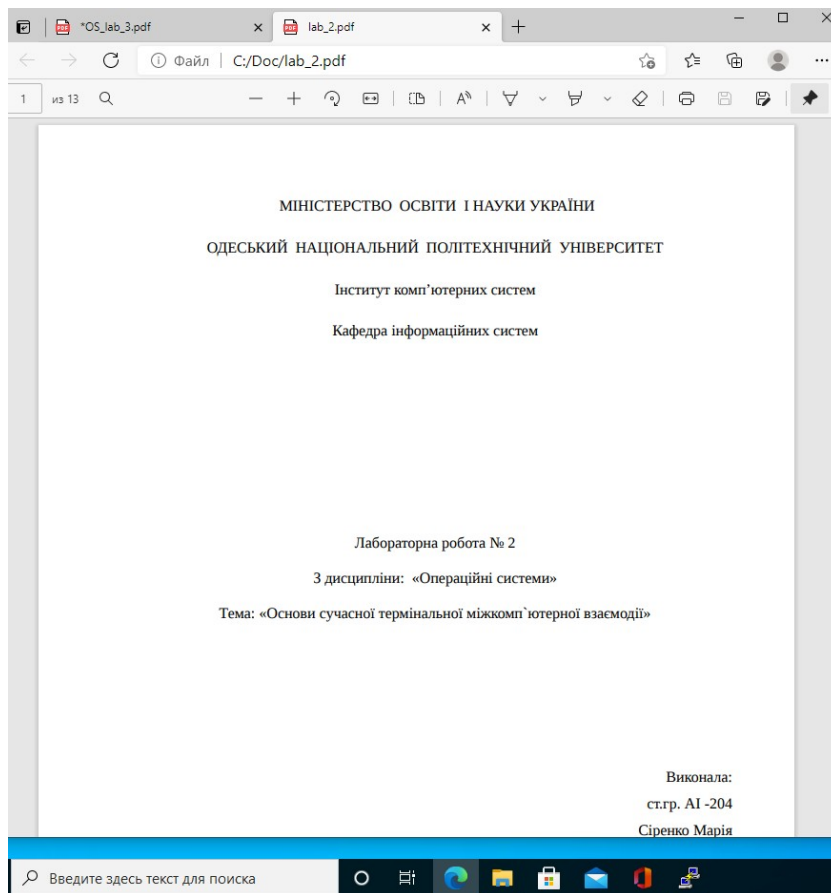 *OS_lab_3.pdf
lab_2.pdf
Файл | C:/Doc/lab_2.pdf
1 из 13
МІНІСТЕРСТВО ОСВІТИ І НАУКИ УКРАЇНИ
ОДЕСЬКИЙ НАЦІОНАЛЬНИЙ ПОЛІТЕХНІЧНИЙ УНІВЕРСИТЕТ
Інститут комп’ютерних систем
Кафедра інформаційних систем
Лабораторна робота № 2
З дисципліни: «Операційні системи»
Тема: «Основи сучасної термінальної міжкомп`ютерної взаємодії»
Виконала:
ст.гр. АІ -204
Сіренко Марія
Введите здесь текст для поиска